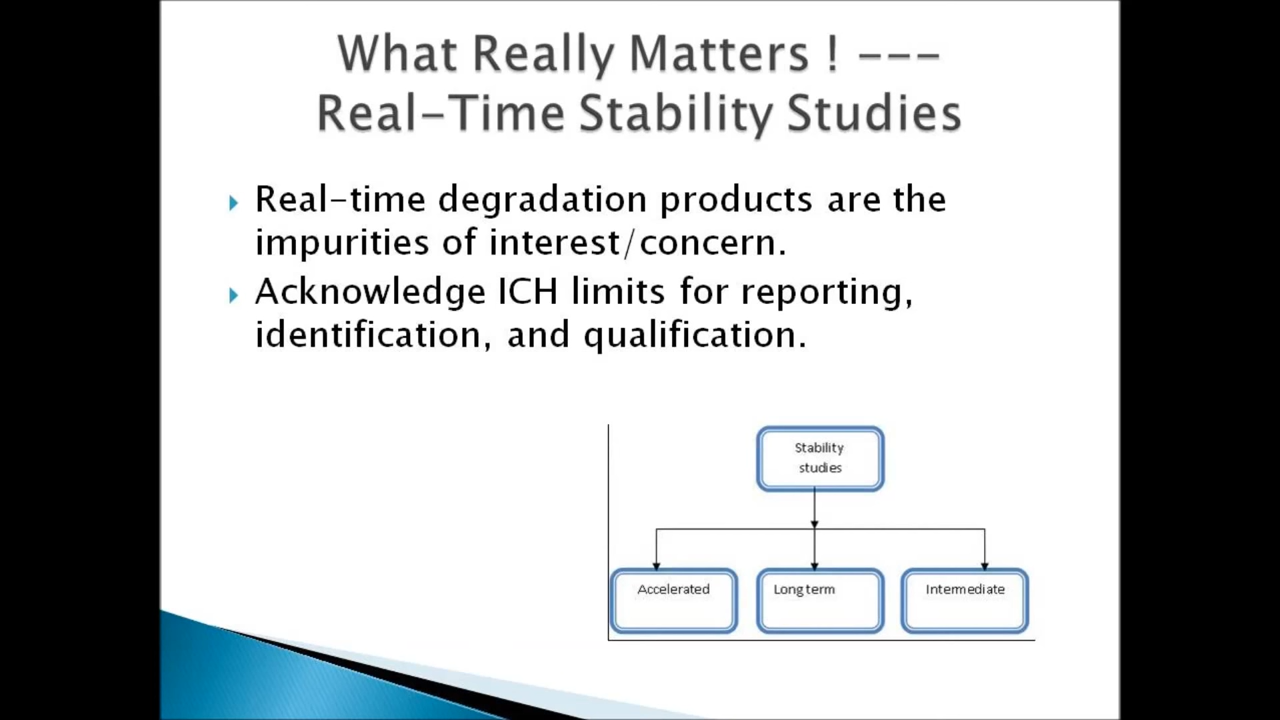 What Really Matters ! ---
Real-Time Stability Studies
Real-time degradation products are the
impurities of interest/concern.
Acknowledge ICH limits for reporting,
identification, and qualification.
Stability
studies
Accelerated
Long term
Intermediate